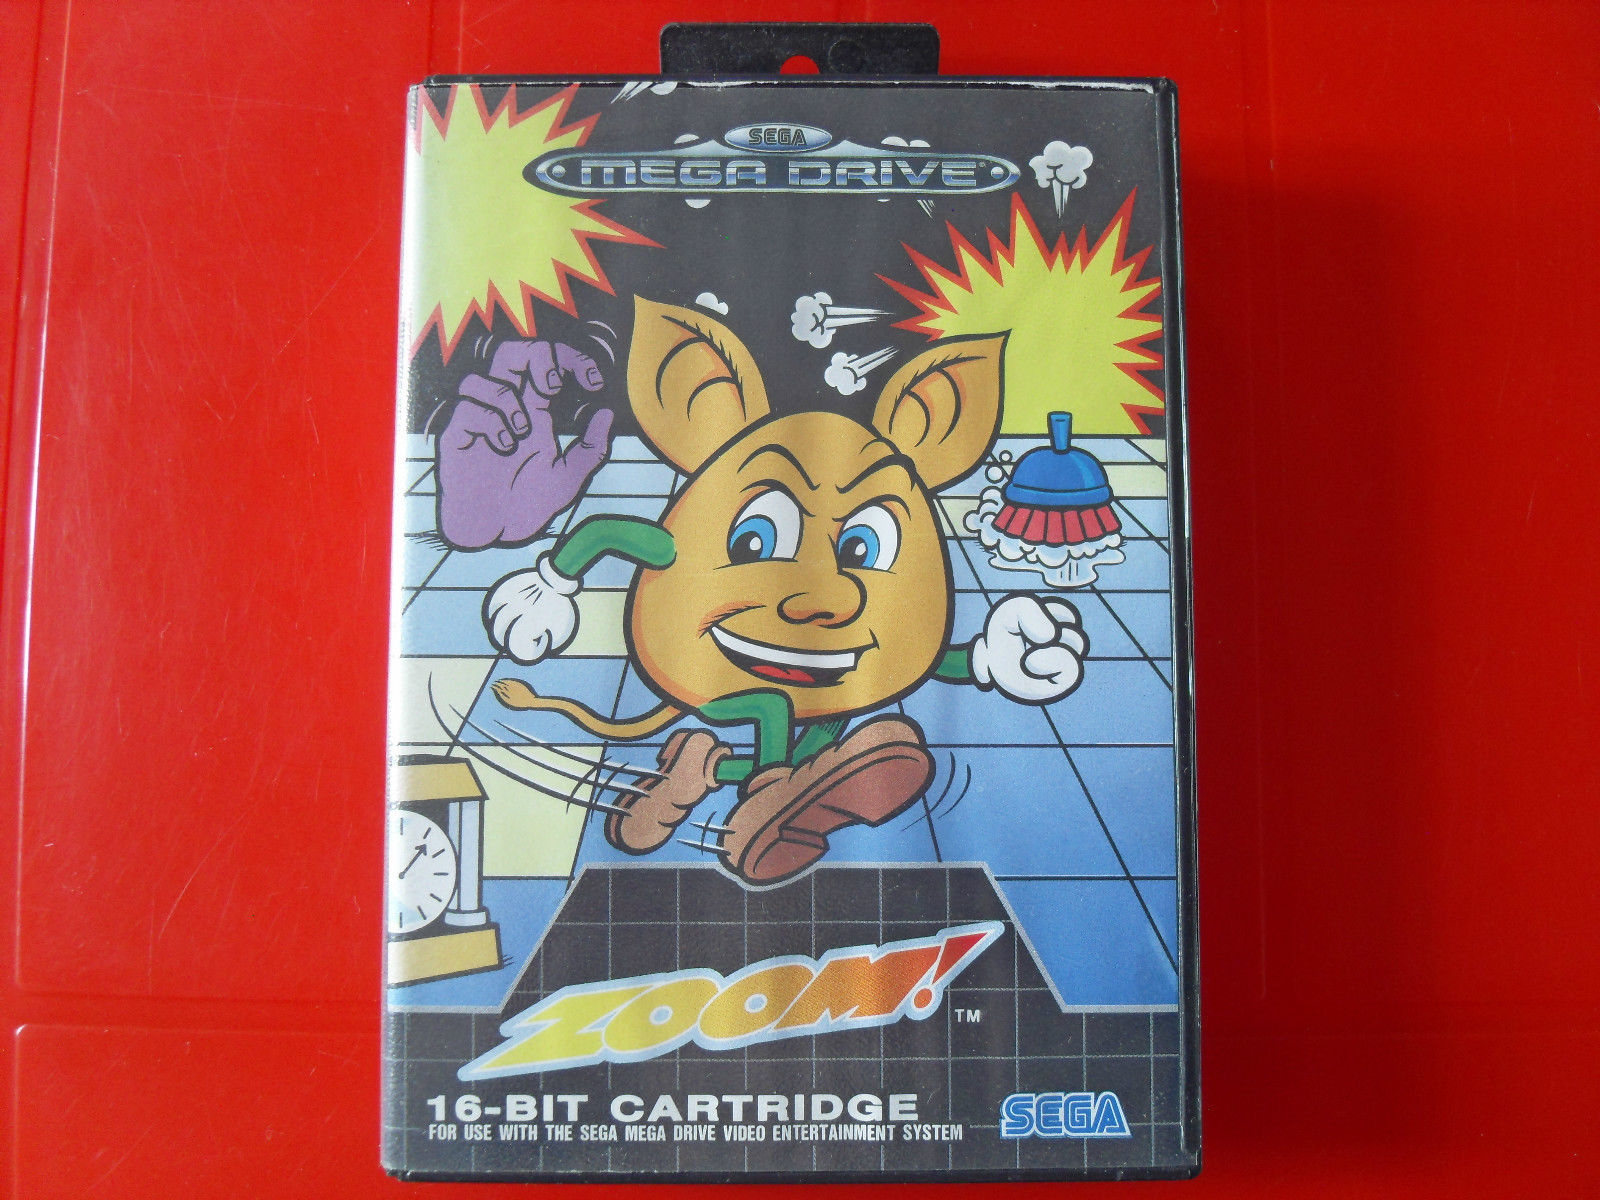 SEGA
MEGA DRIVE
ZOOM!
TM
16-BIT CARTRIDGE
FOR USE WITH THE SEGA MEGA DRIVE VIDEO ENTERTAINMENT SYSTEM
SEGA